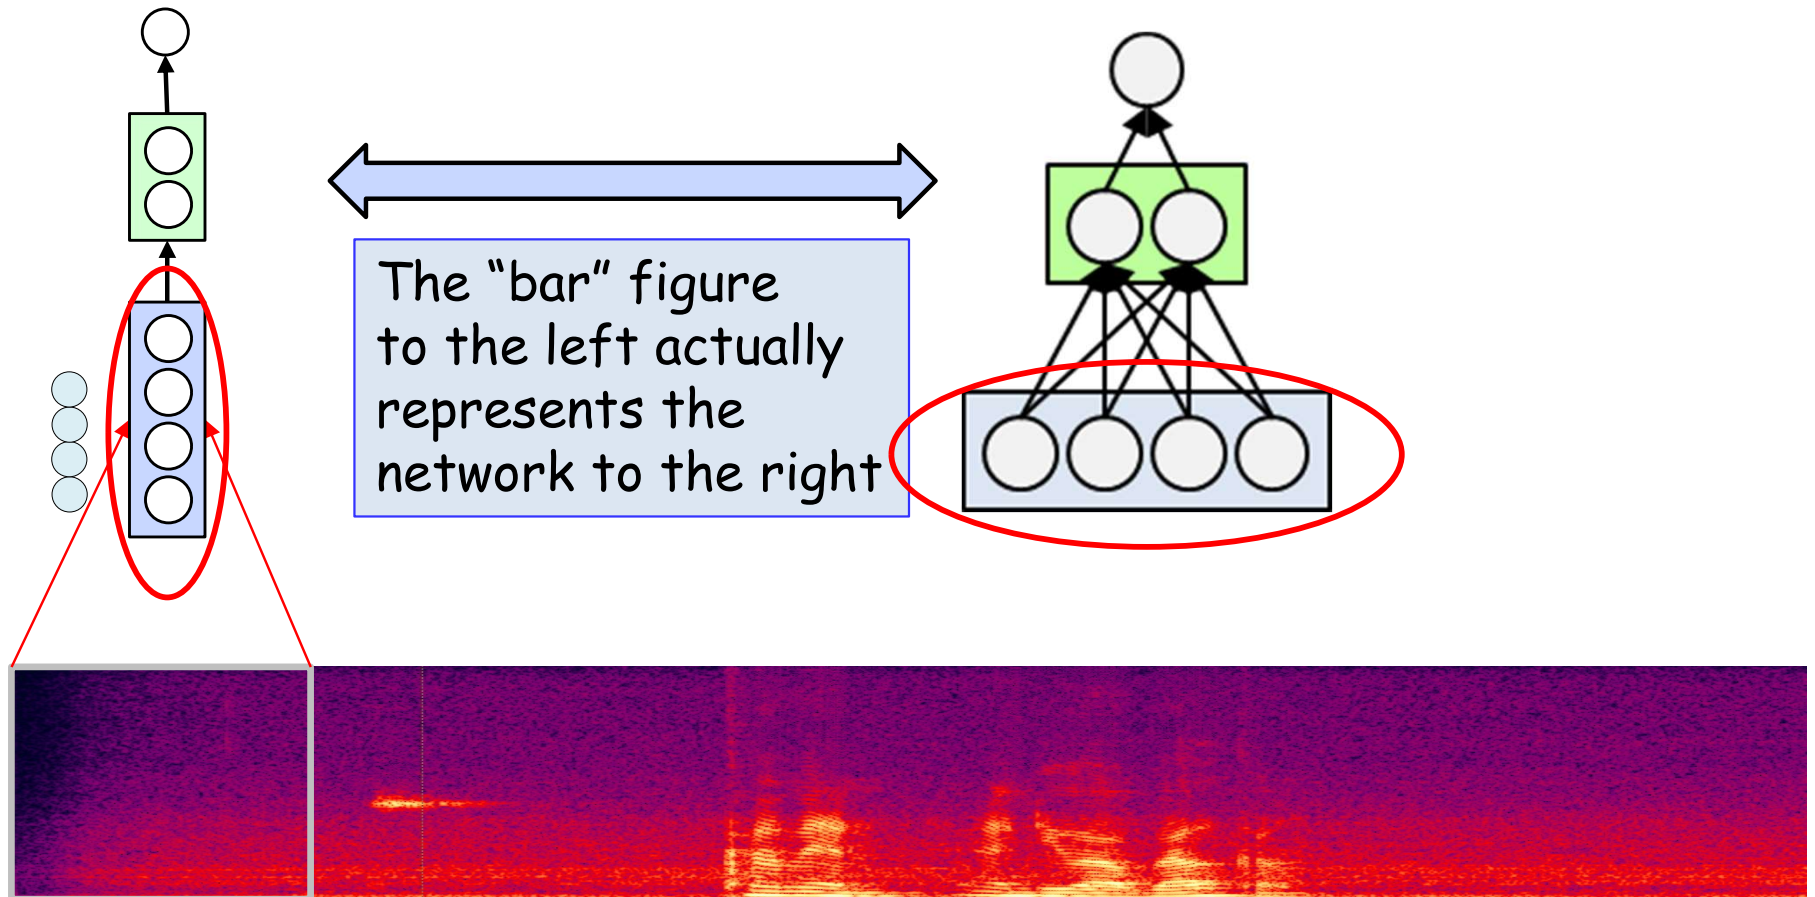 The “bar” figure
to the left actually
represents the
network to the right